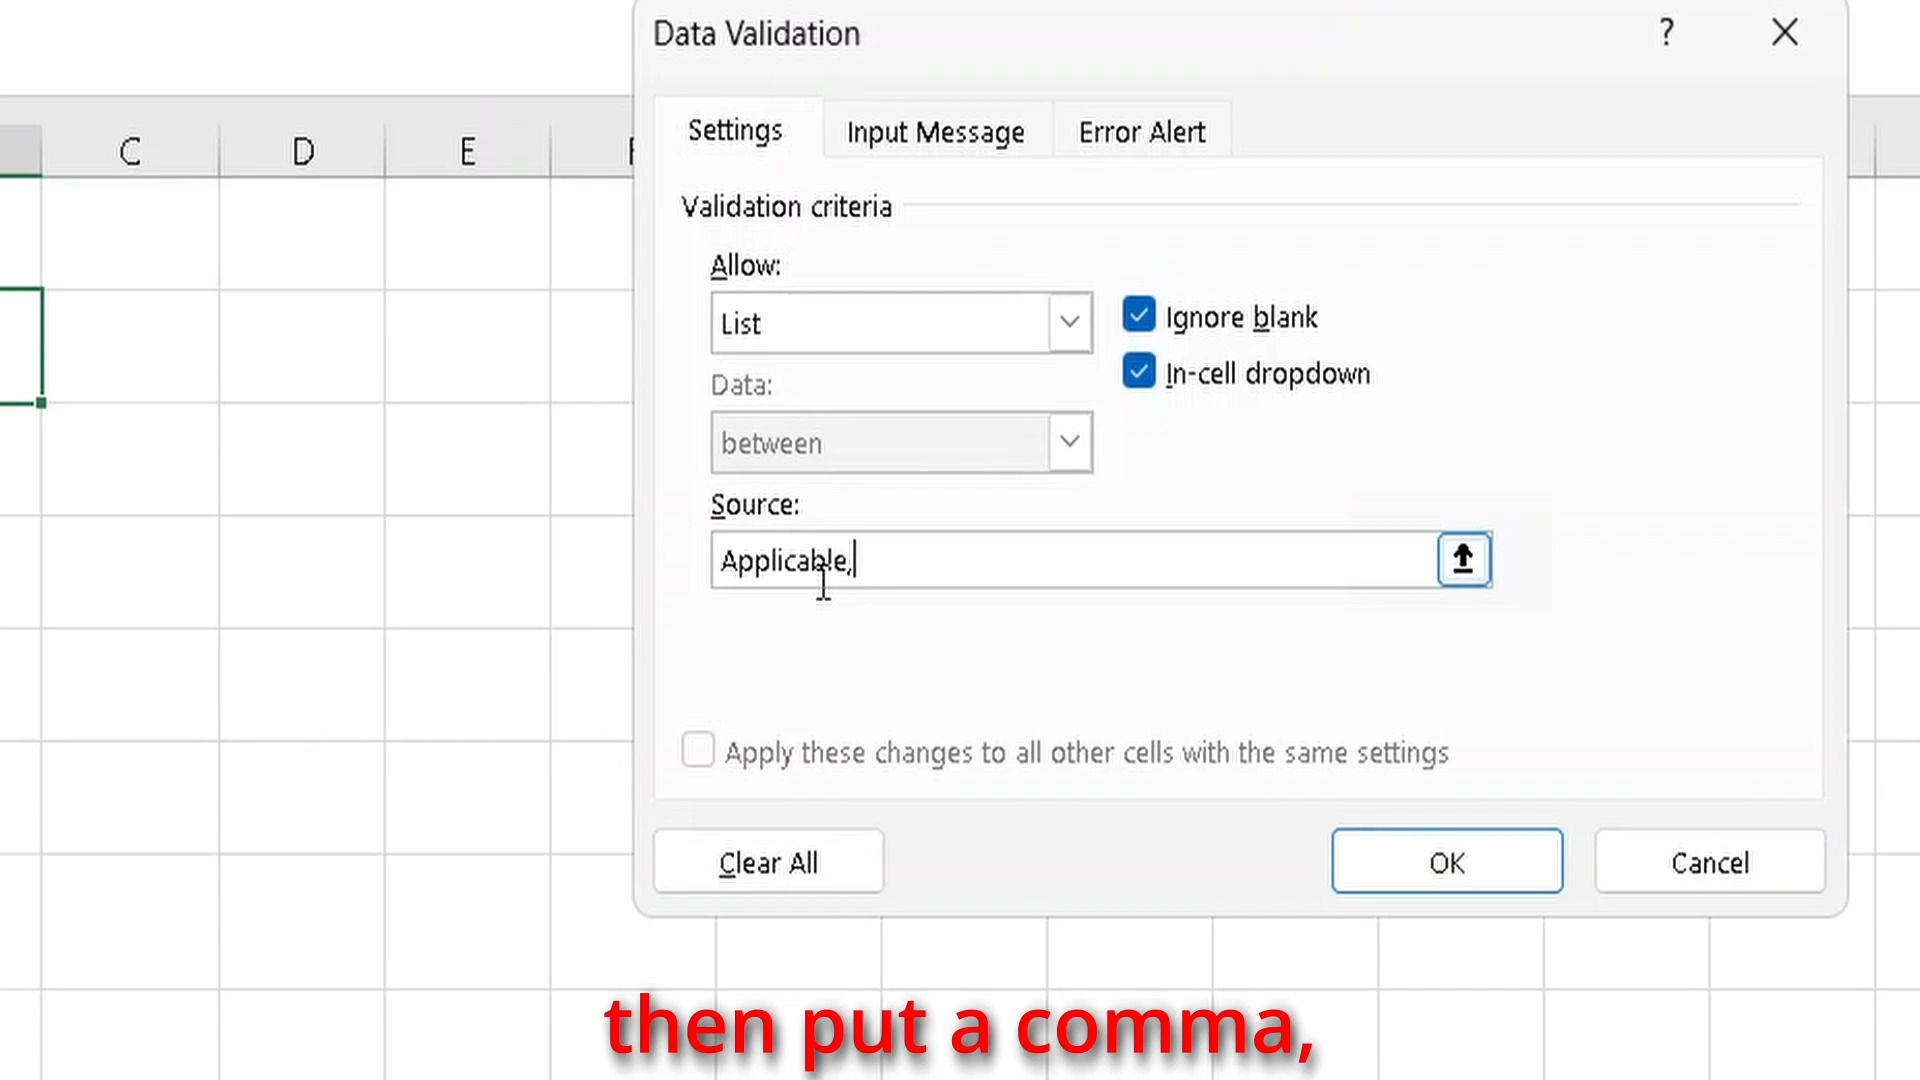 Data Validation
?
C D E
Settings Input Message Error Alert
Validation criteria
Allow:
List
Ignore blank
In-cell dropdown
Data:
between
Source:
Applicable,
Apply these changes to all other cells with the same settings
Clear All OK Cancel
then put a comma,